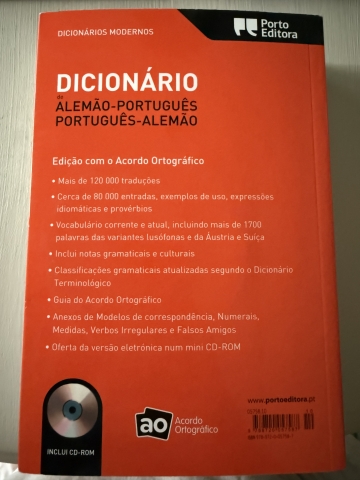 DICIONÁRIOS MODERNOS
Porto
Editora
DICIONÁRIO
de
ALEMÃO-PORTUGUÊS
PORTUGUÊS-ALEMÃO
Edição com o Acordo Ortográfico
• Mais de 120 000 traduções
• Cerca de 80 000 entradas, exemplos de uso, expressões
idiomáticas e provérbios
• Vocabulário corrente e atual, incluindo mais de 1700
palavras das variantes lusófonas e da Áustria e Suíça
• Inclui notas gramaticais e culturais
• Classificações gramaticais atualizadas segundo o Dicionário
Terminológico
• Guia do Acordo Ortográfico
• Anexos de Modelos de correspondência, Numerais,
Medidas, Verbos Irregulares e Falsos Amigos
• Oferta da versão eletrónica num mini CD-ROM
www.portoeditora.pt
ao
Acordo
Ortográfico
INCLUI CD-ROM